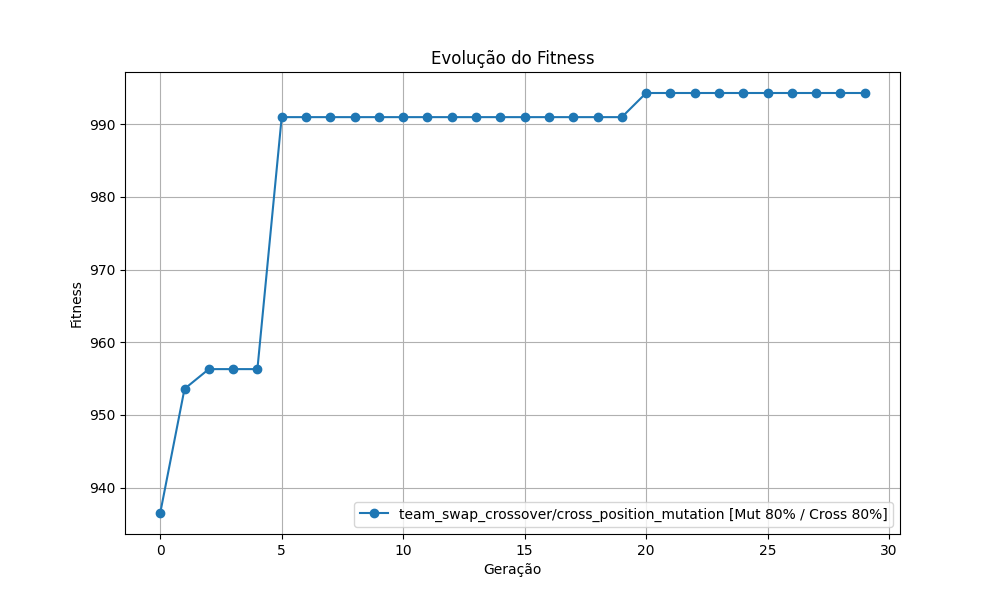 Evolução do Fitness
Fitness
990
980
970
960
950
940
team_swap_crossover/cross_position_mutation [Mut 80% / Cross 80%]
0 5 10 15 20 25 30
Geração